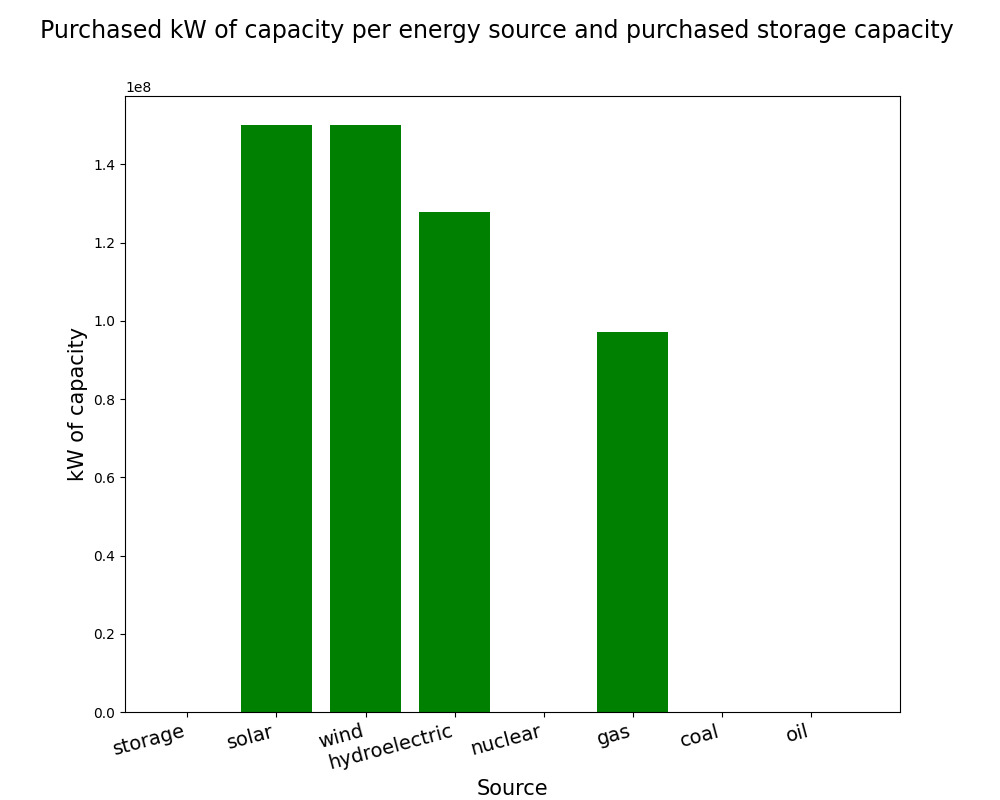 Purchased kW of capacity per energy source and purchased storage capacity
1e8
1.4
1.2
1.0
0.8
0.6
0.4
0.2
0.0
kW of capacity
storage
solar
wind
hydroelectric
nuclear
gas
coal
oil
Source